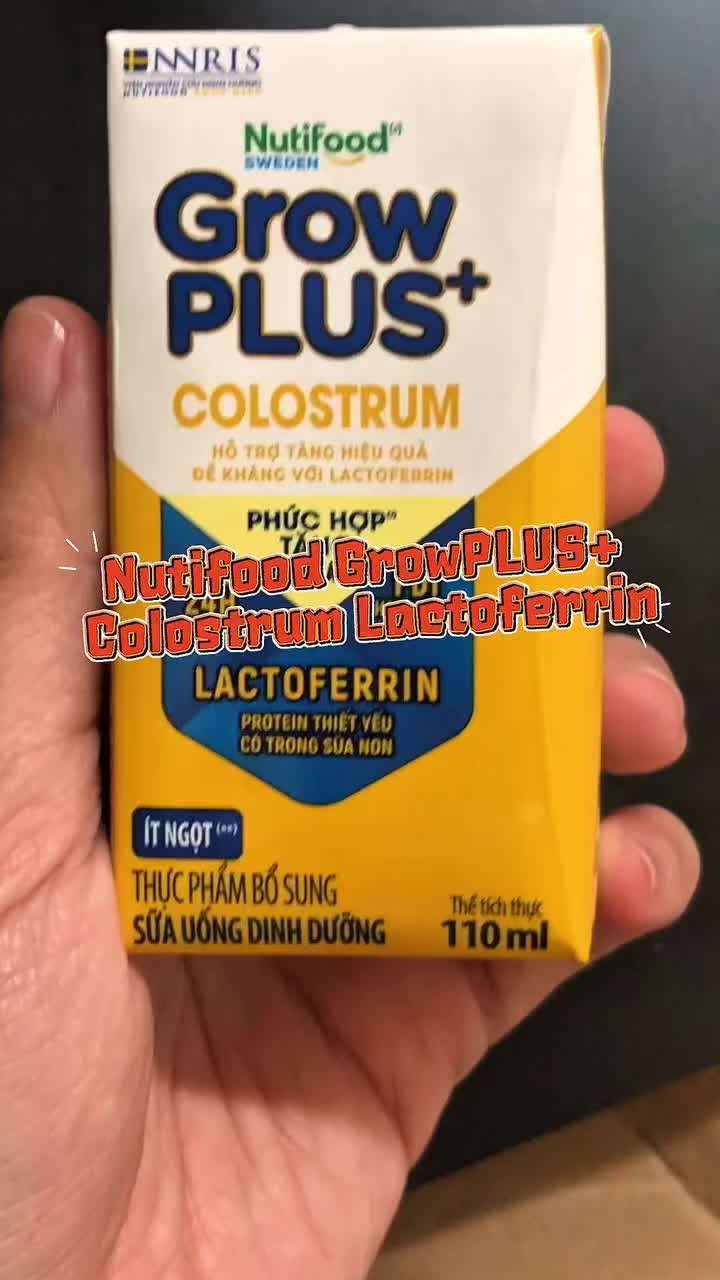 NNRIS
Nutifood
SWEDEN
Grow
PLUS+
COLOSTRUM
HỖ TRỢ TĂNG HIỆU QUẢ
ĐỀ KHÁNG VỚI LACTOFERRIN
PHỨC HỢP
Nutifood GrowPLUS+
Colostrum Lactoferrin
LACTOFERRIN
PROTEIN THIẾT YẾU
CÓ TRONG SỮA NON
ÍT NGỌT (**)
THỰC PHẨM BỔ SUNG
SỮA UỐNG DINH DƯỠNG
Thể tích thực
110 ml